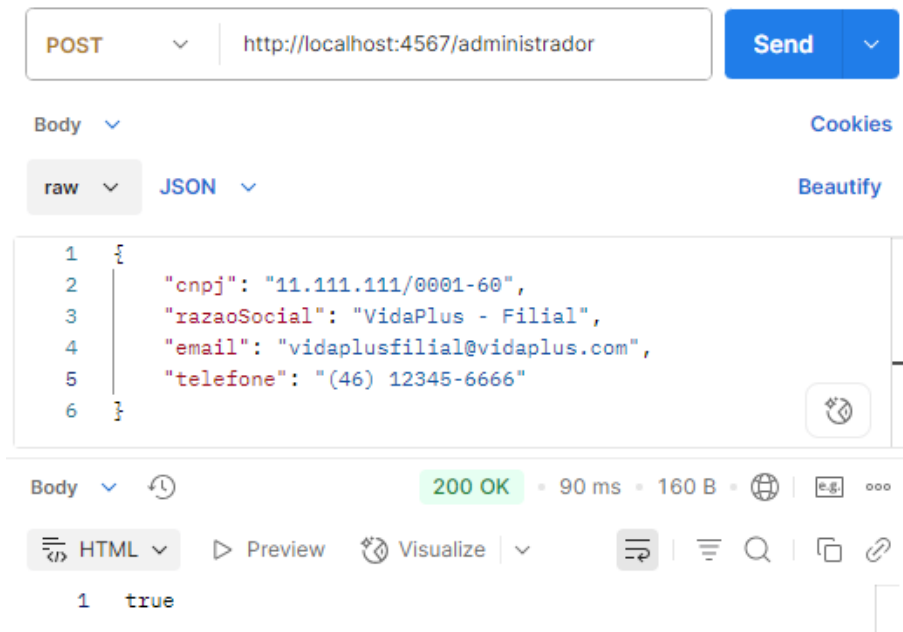 POST http://localhost:4567/administrador Send
Body Cookies
raw JSON Beautify
1 {
2 "cnpj": "11.111.111/0001-60",
3 "razaoSocial": "VidaPlus - Filial",
4 "email": "vidaplusfilial@vidaplus.com",
5 "telefone": "(46) 12345-6666"
6 }
Body 200 OK 90 ms 160 B e.g.
HTML Preview Visualize
1 true